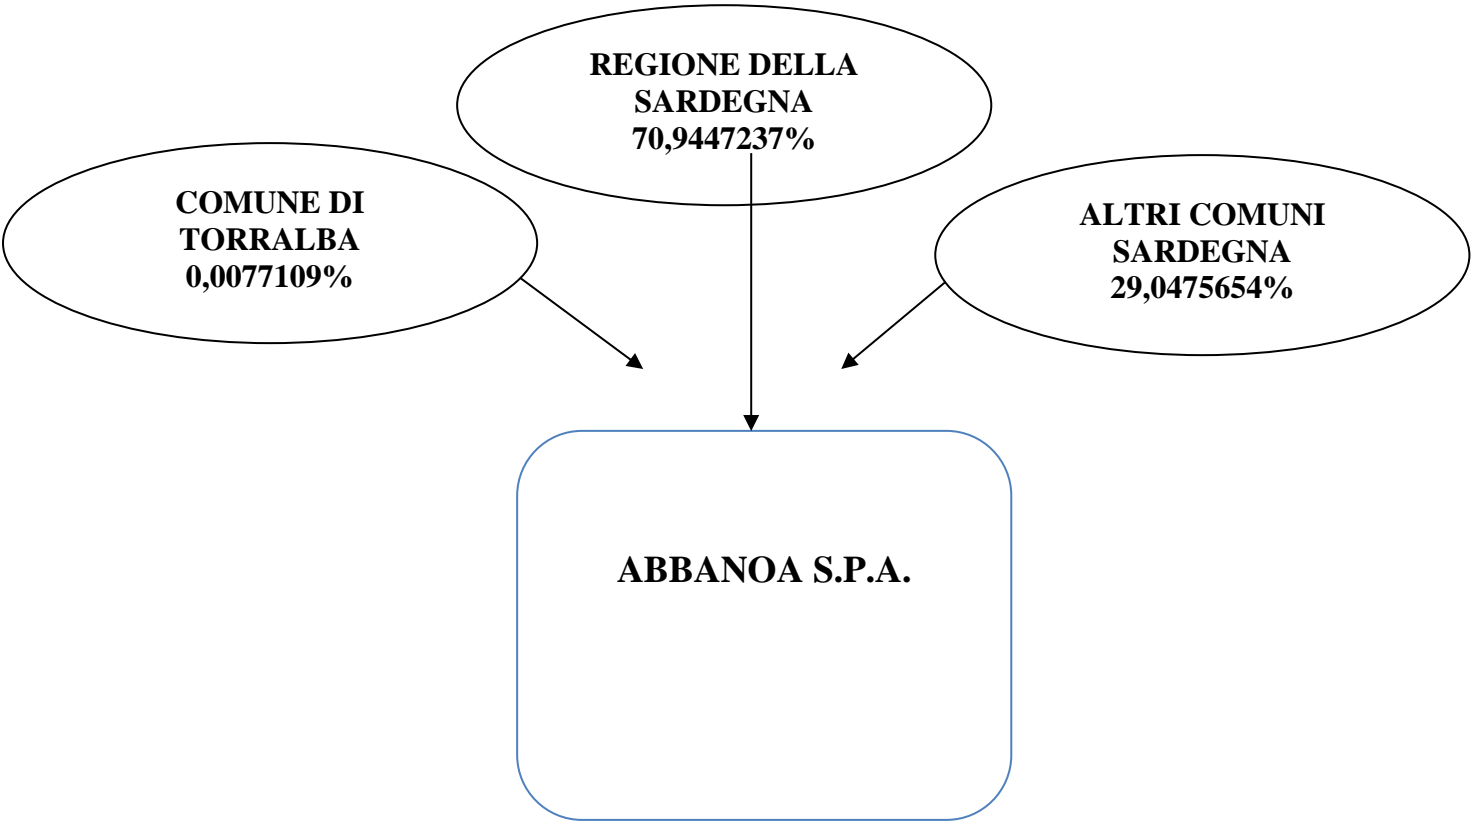 REGIONE DELLA
SARDEGNA
70,9447237%
COMUNE DI
TORRALBA
0,0077109%
ALTRI COMUNI
SARDEGNA
29,0475654%
ABBANOA S.P.A.